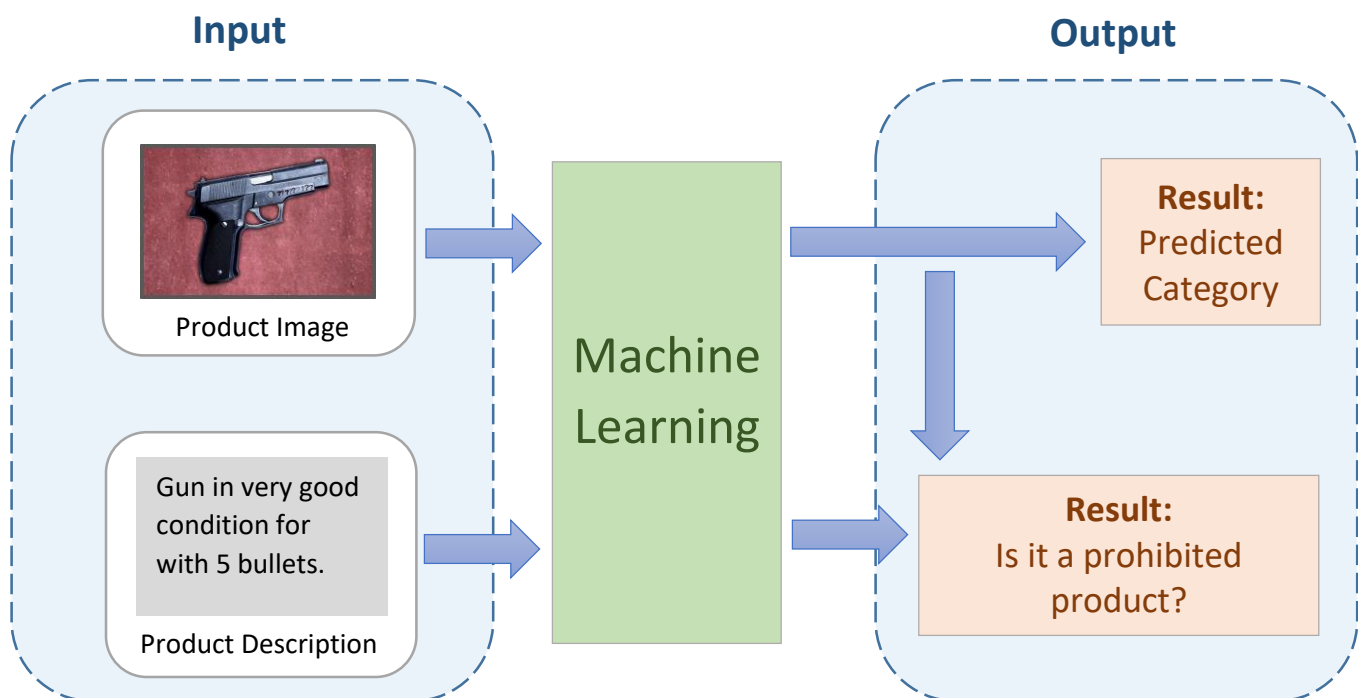 Input
Output
Product Image
Gun in very good
condition for
with 5 bullets.
Product Description
Machine
Learning
Result:
Predicted
Category
Result:
Is it a prohibited
product?